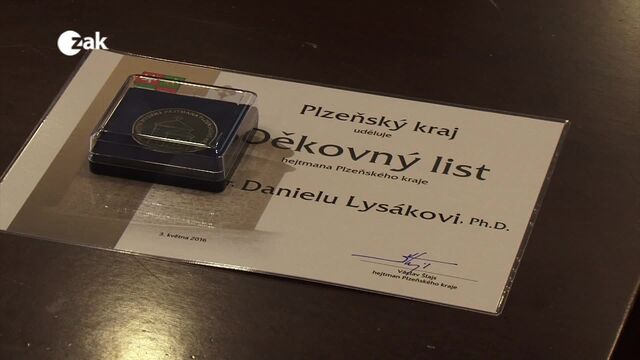 zak
Plzeňský kraj
uděluje
Děkovný list
hejtmana Plzeňského kraje
Danielu Lysákovi, Ph.D.
3. května 2016
Václav Šlajs
hejtman Plzeňského kraje